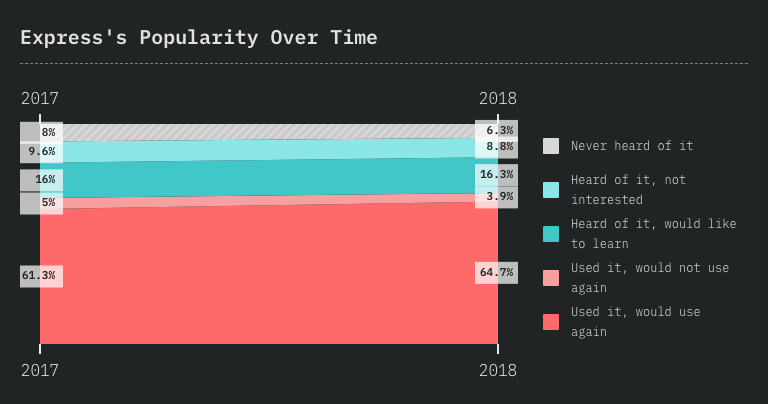 Express's Popularity Over Time
2017
2018
8%
9.6%
16%
5%
61.3%
6.3%
8.8%
16.3%
3.9%
64.7%
Never heard of it
Heard of it, not
interested
Heard of it, would like
to learn
Used it, would not use
again
Used it, would use
again
2017
2018